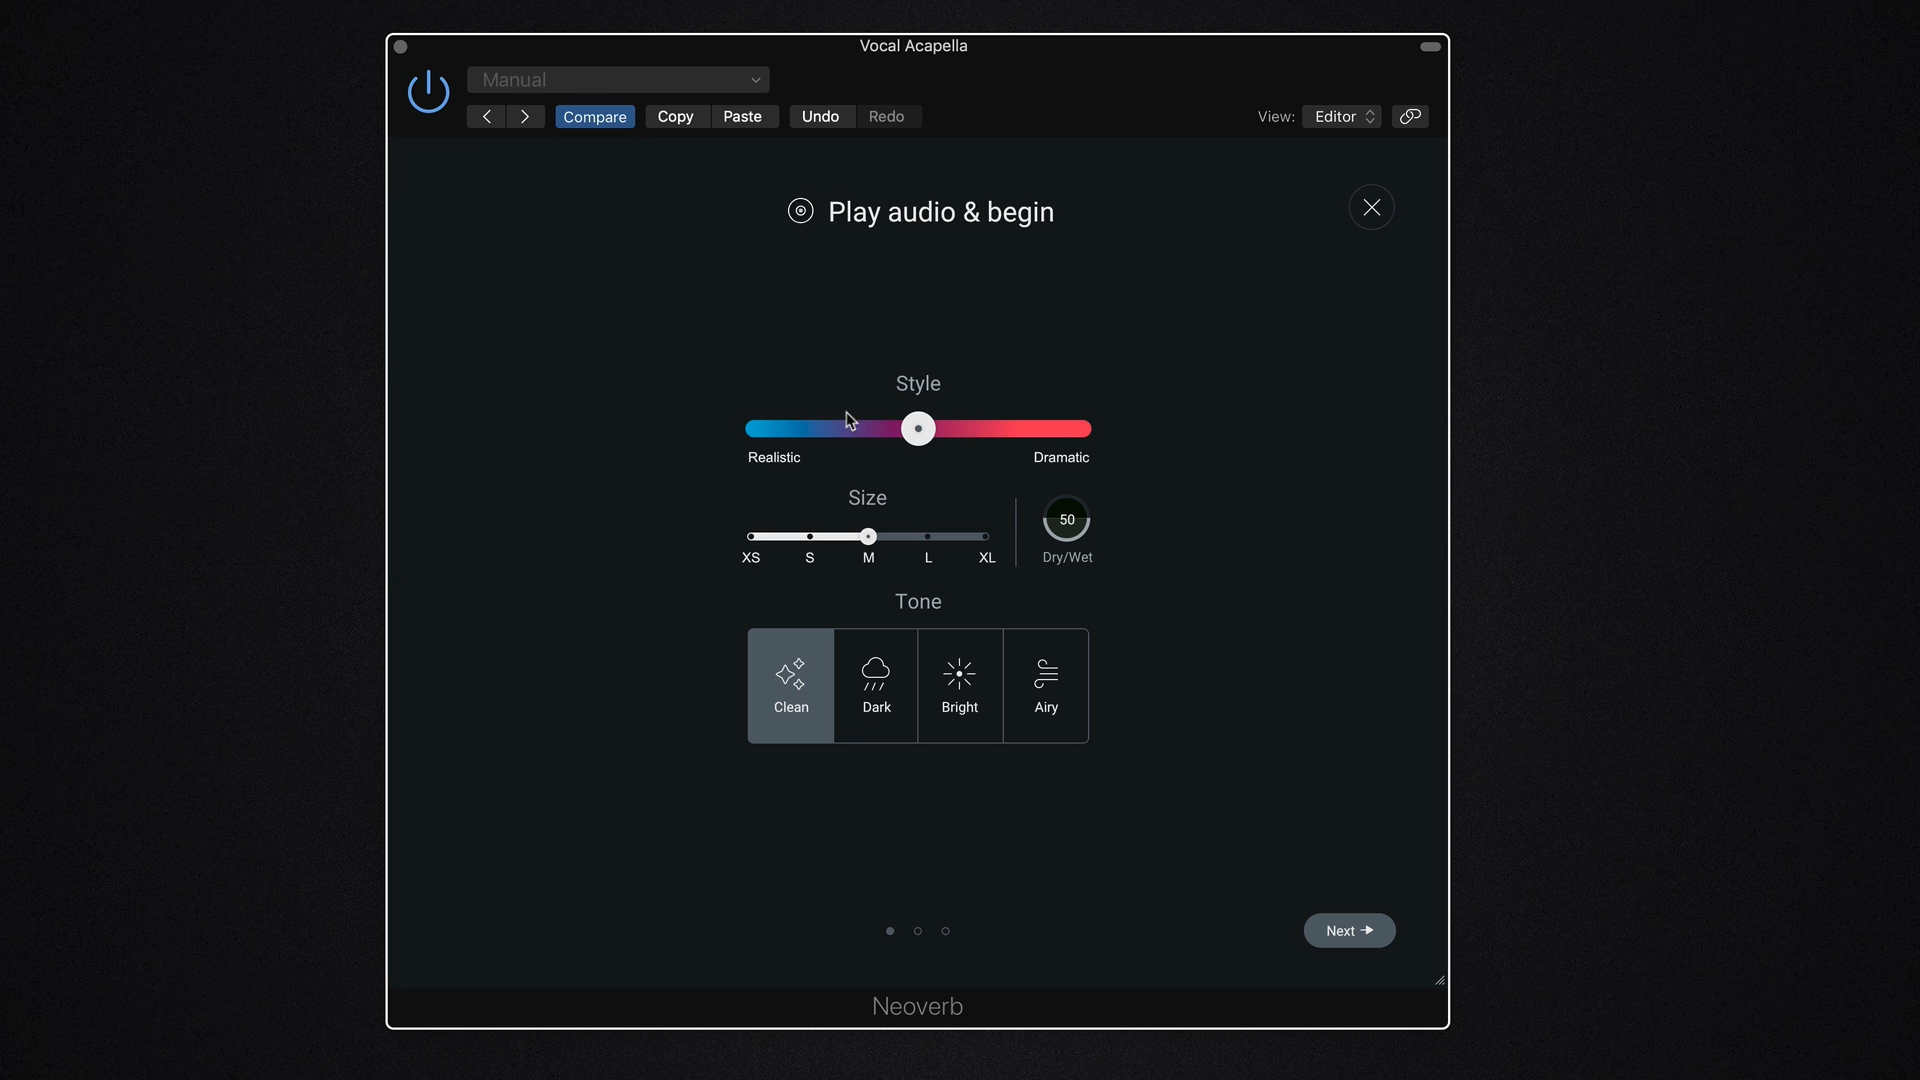 Vocal Acapella
Manual
Compare Copy Paste Undo Redo View: Editor
Play audio & begin
Style
Realistic Dramatic
Size
50
XS S M L XL Dry/Wet
Tone
Clean Dark Bright Airy
Next
Neoverb